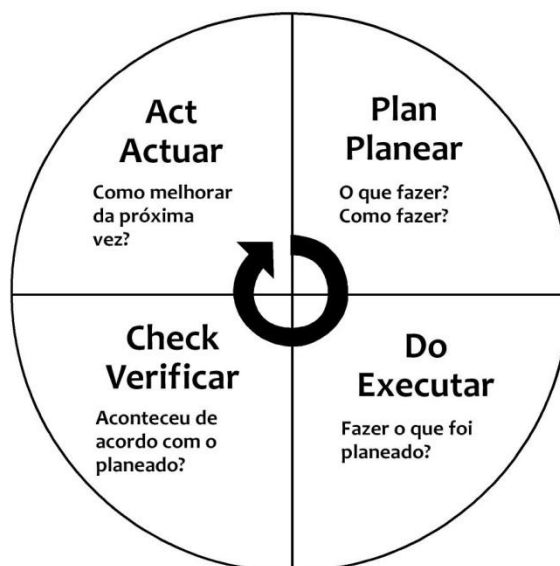 Act
Actuar
Como melhorar
da próxima
vez?
Plan
Planear
O que fazer?
Como fazer?
Check
Verificar
Aconteceu de
acordo com o
planeado?
Do
Executar
Fazer o que foi
planeado?